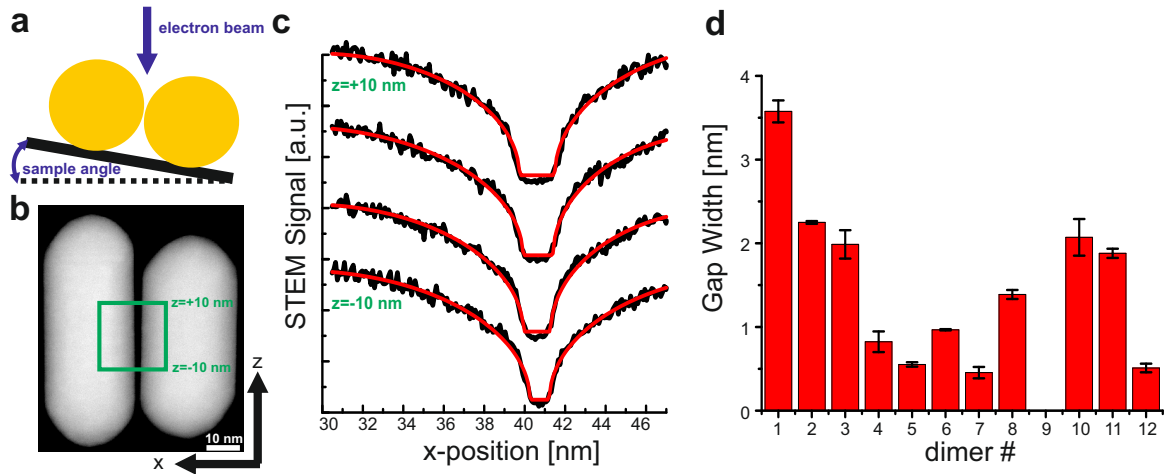 a
electron beam
sample angle
b
z=+10 nm
z=-10 nm
z
x
10 nm
c
STEM Signal [a.u.]
z=+10 nm
z=-10 nm
30 32 34 36 38 40 42 44 46
x-position [nm]
d
Gap Width [nm]
4
3
2
1
0
1 2 3 4 5 6 7 8 9 10 11 12
dimer #